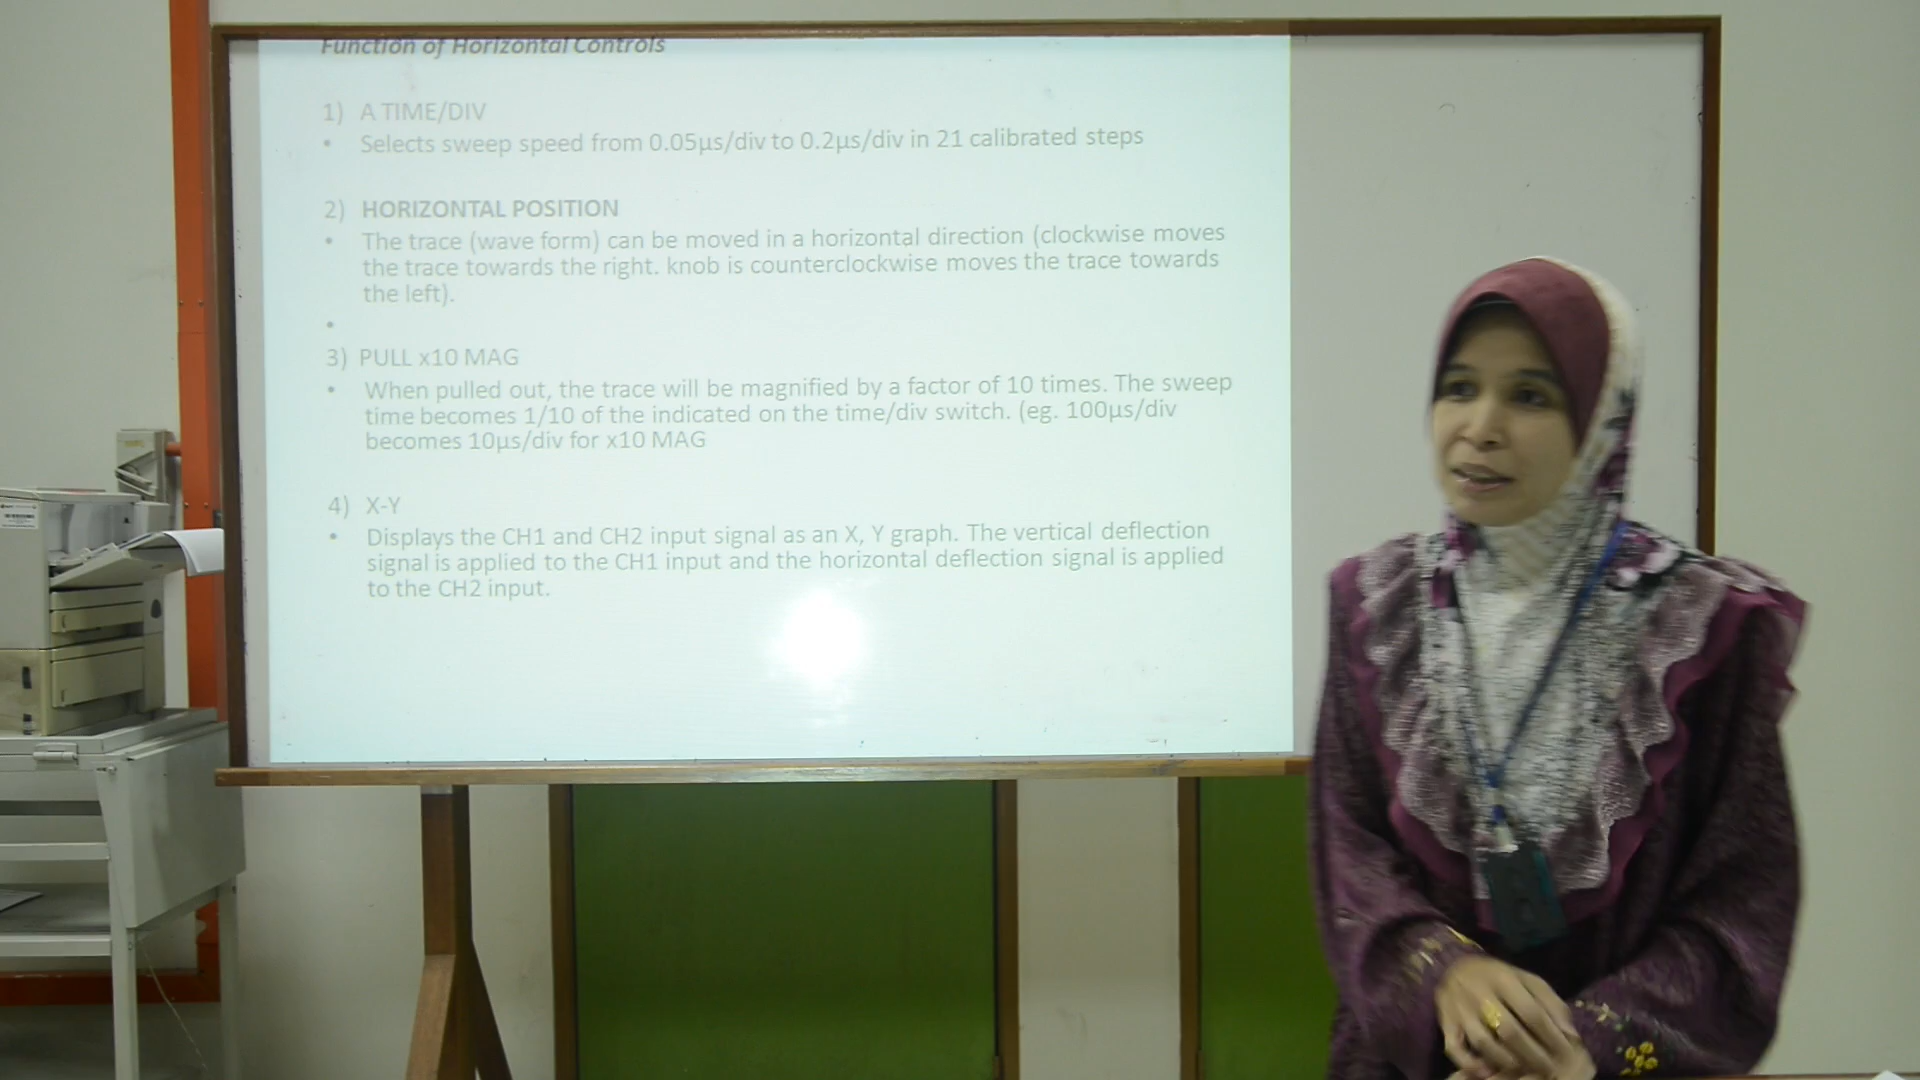 Function of Horizontal Controls
1) A TIME/DIV
• Selects sweep speed from 0.05µs/div to 0.2µs/div in 21 calibrated steps
2) HORIZONTAL POSITION
• The trace (wave form) can be moved in a horizontal direction (clockwise moves
the trace towards the right. knob is counterclockwise moves the trace towards
the left).
•
3) PULL x10 MAG
• When pulled out, the trace will be magnified by a factor of 10 times. The sweep
time becomes 1/10 of the indicated on the time/div switch. (eg. 100µs/div
becomes 10µs/div for x10 MAG
4) X-Y
• Displays the CH1 and CH2 input signal as an X, Y graph. The vertical deflection
signal is applied to the CH1 input and the horizontal deflection signal is applied
to the CH2 input.